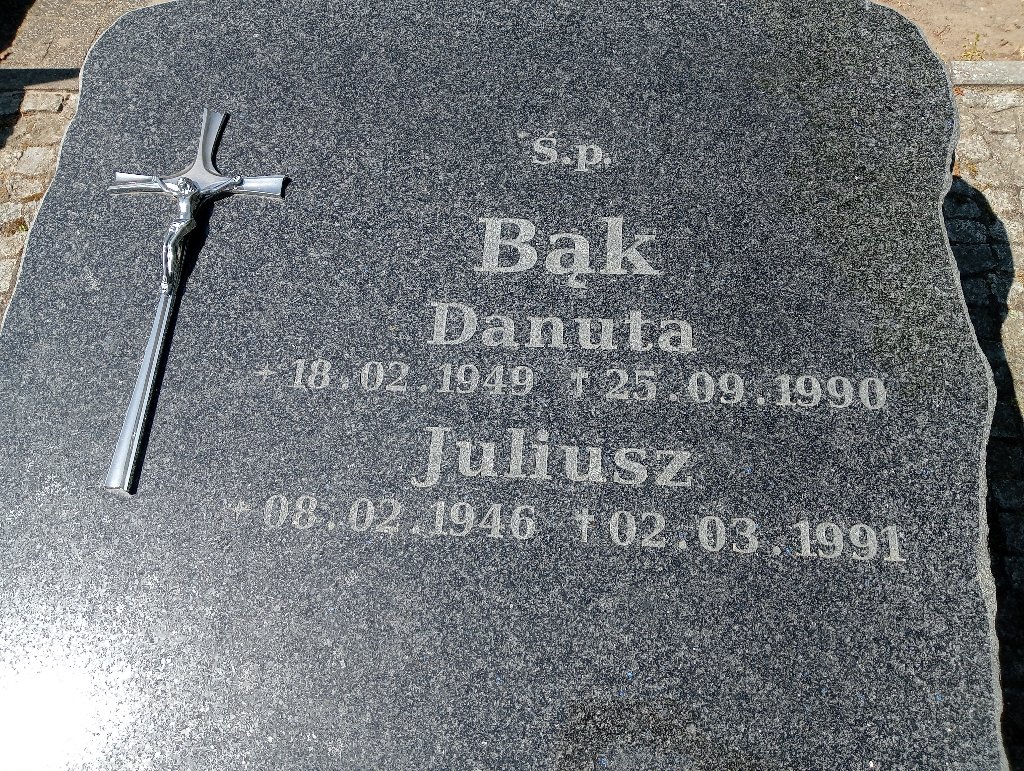 Ś.p.
Bąk
Danuta
+ 18.02.1949 † 25.09.1990
Juliusz
+ 08.02.1946 † 02.03.1991